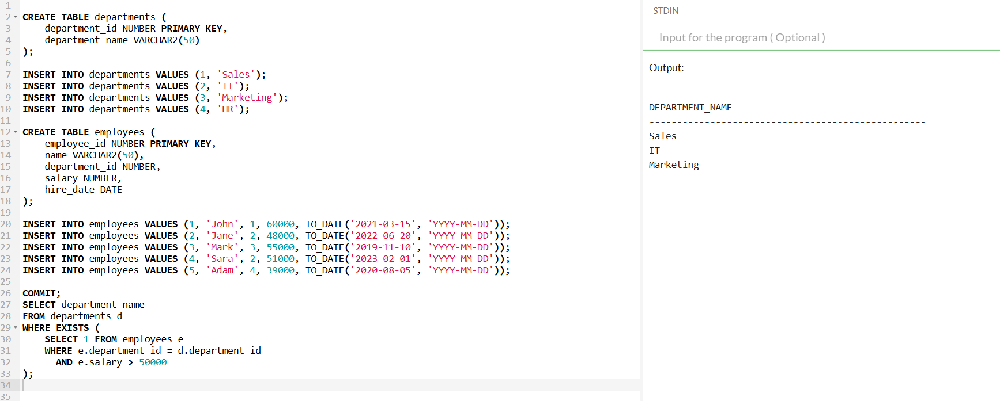 1
2 CREATE TABLE departments (
3     department_id NUMBER PRIMARY KEY,
4     department_name VARCHAR2(50)
5 );
6
7 INSERT INTO departments VALUES (1, 'Sales');
8 INSERT INTO departments VALUES (2, 'IT');
9 INSERT INTO departments VALUES (3, 'Marketing');
10 INSERT INTO departments VALUES (4, 'HR');
11
12 CREATE TABLE employees (
13     employee_id NUMBER PRIMARY KEY,
14     name VARCHAR2(50),
15     department_id NUMBER,
16     salary NUMBER,
17     hire_date DATE
18 );
19
20 INSERT INTO employees VALUES (1, 'John', 1, 60000, TO_DATE('2021-03-15', 'YYYY-MM-DD'));
21 INSERT INTO employees VALUES (2, 'Jane', 2, 48000, TO_DATE('2022-06-20', 'YYYY-MM-DD'));
22 INSERT INTO employees VALUES (3, 'Mark', 3, 55000, TO_DATE('2019-11-10', 'YYYY-MM-DD'));
23 INSERT INTO employees VALUES (4, 'Sara', 2, 51000, TO_DATE('2023-02-01', 'YYYY-MM-DD'));
24 INSERT INTO employees VALUES (5, 'Adam', 4, 39000, TO_DATE('2020-08-05', 'YYYY-MM-DD'));
25
26 COMMIT;
27 SELECT department_name
28 FROM departments d
29 WHERE EXISTS (
30     SELECT 1 FROM employees e
31     WHERE e.department_id = d.department_id
32       AND e.salary > 50000
33 );
34
35
STDIN
Input for the program ( Optional )
Output:
DEPARTMENT_NAME
--------------------------------------------------
Sales
IT
Marketing